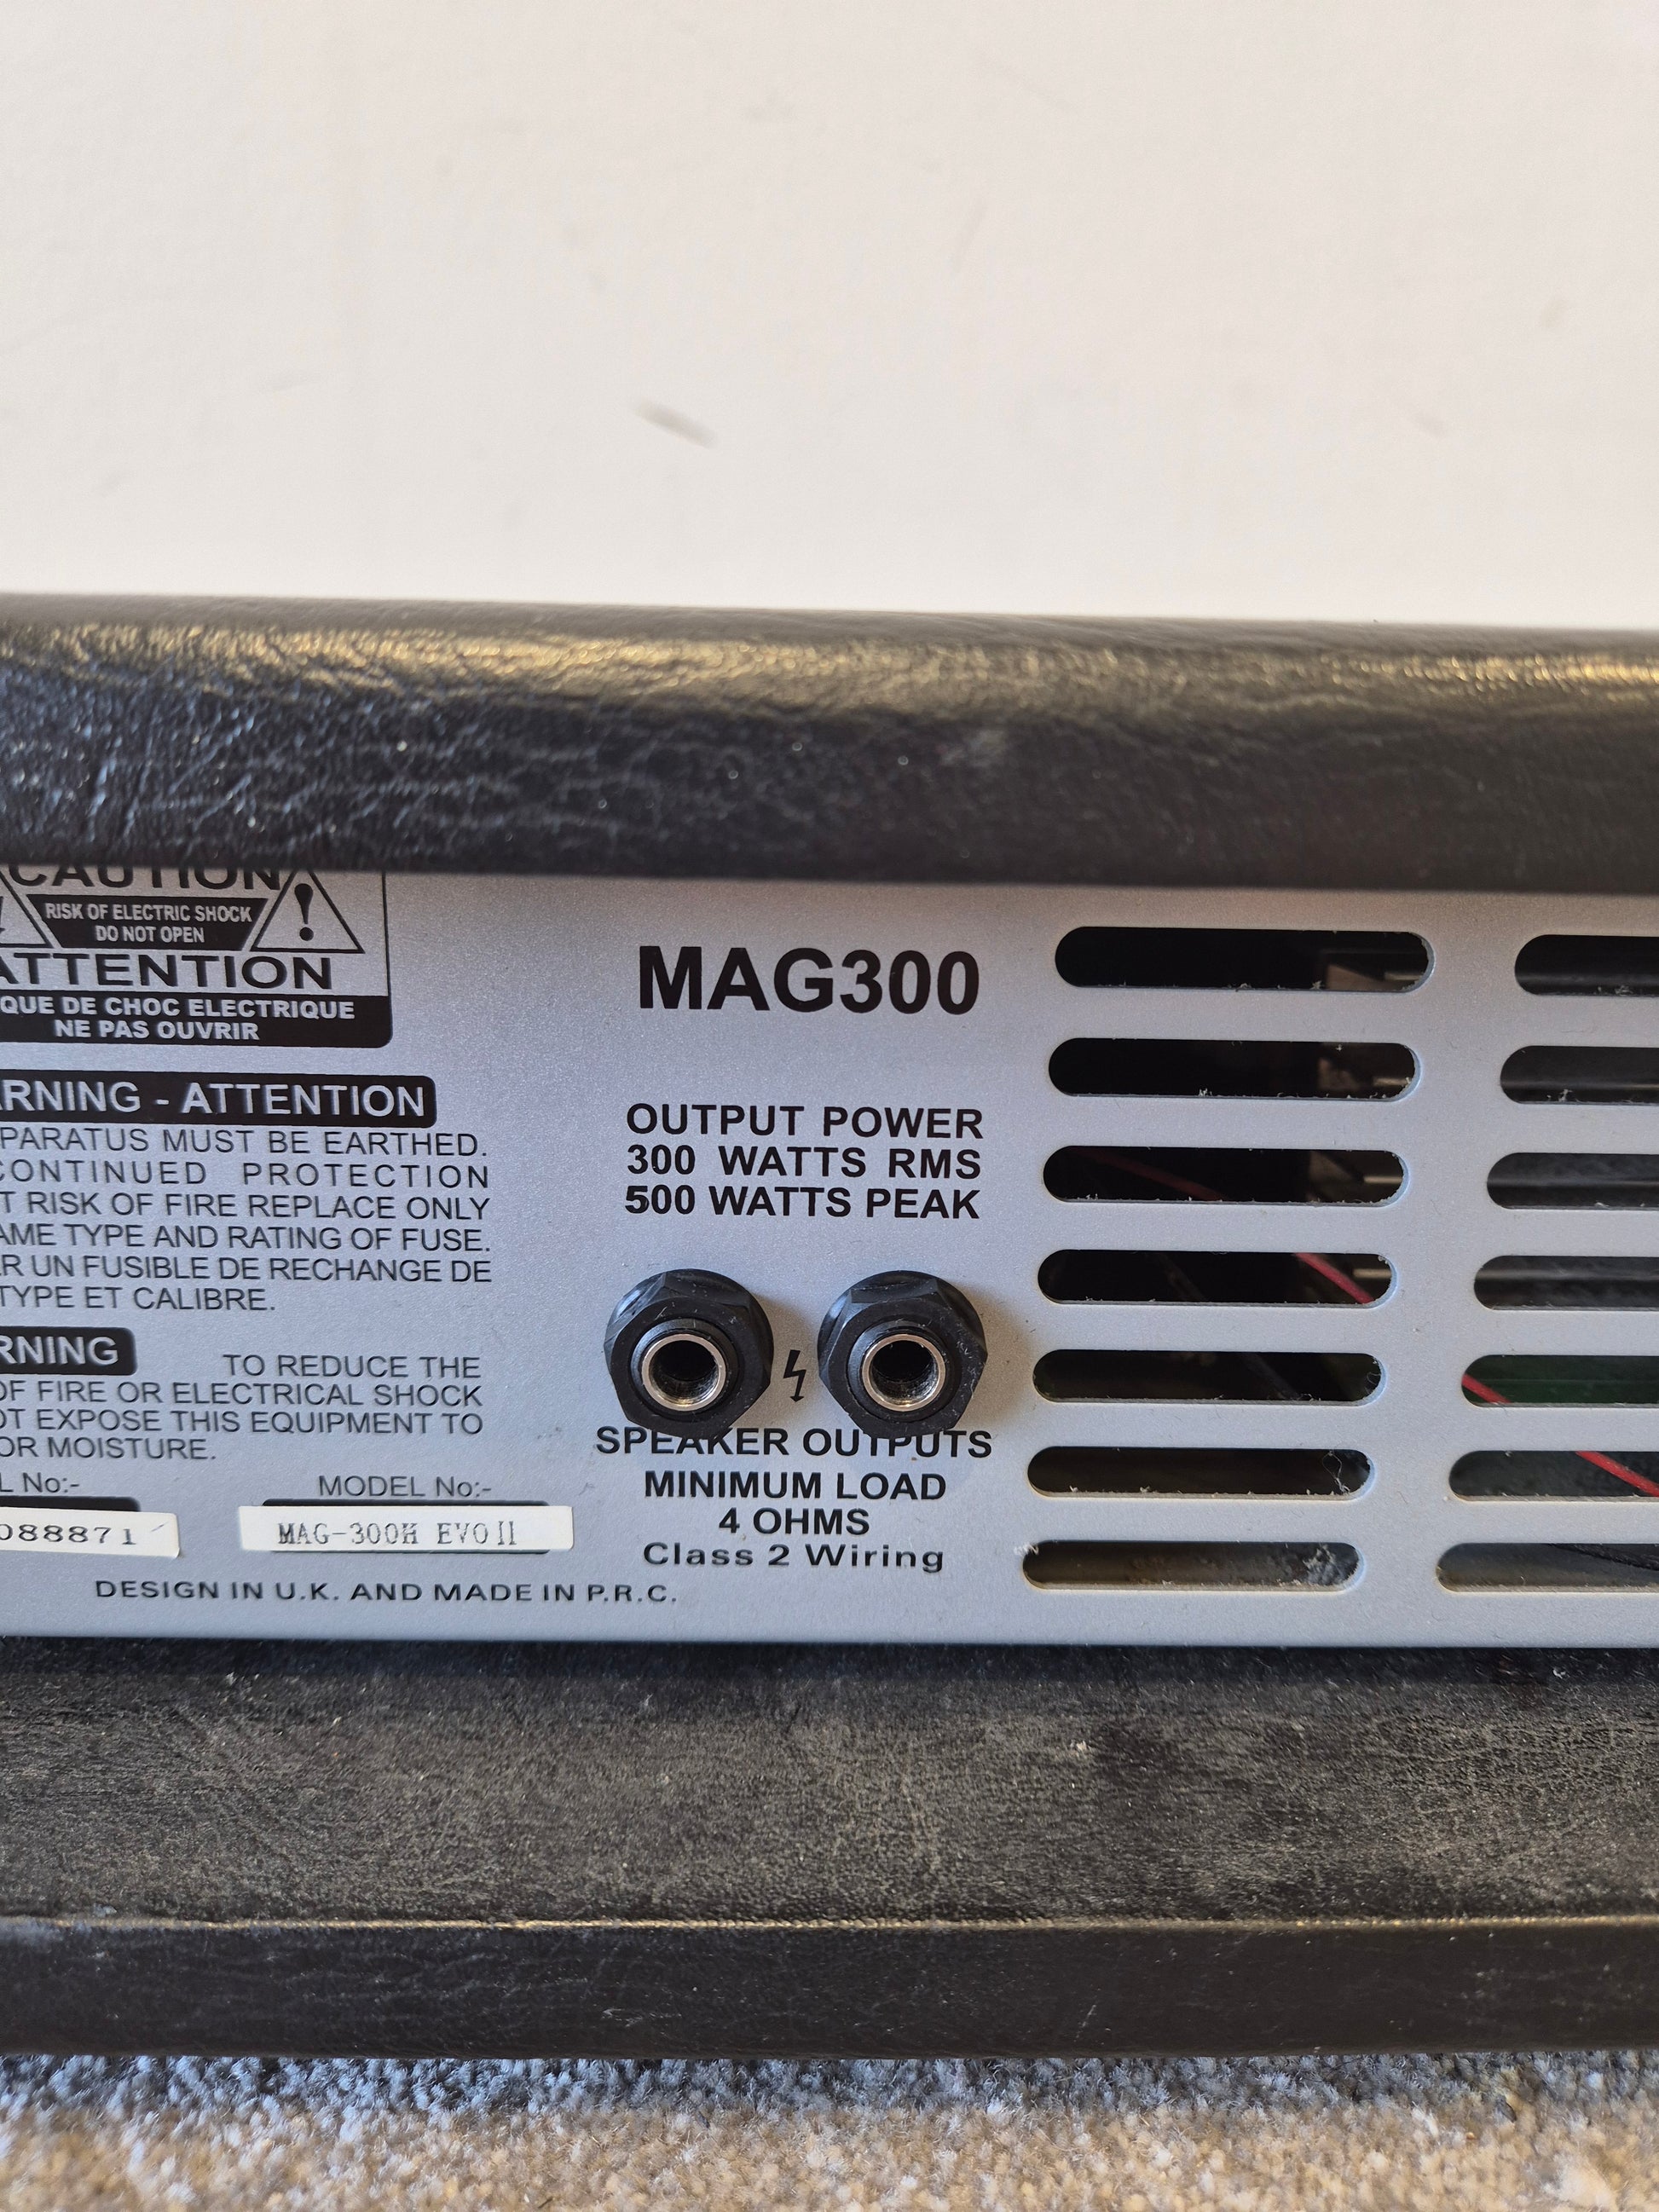 CAUTION
RISK OF ELECTRIC SHOCK
DO NOT OPEN
ATTENTION
QUE DE CHOC ELECTRIQUE
NE PAS OUVRIR
ARNING - ATTENTION
PARATUS MUST BE EARTHED.
CONTINUED PROTECTION
T RISK OF FIRE REPLACE ONLY
AME TYPE AND RATING OF FUSE.
R UN FUSIBLE DE RECHANGE DE
TYPE ET CALIBRE.
RNING TO REDUCE THE
OF FIRE OR ELECTRICAL SHOCK
OT EXPOSE THIS EQUIPMENT TO
OR MOISTURE.
L No:- MODEL No:-
088871 MAG-300H EVO II
DESIGN IN U.K. AND MADE IN P.R.C.
MAG300
OUTPUT POWER
300 WATTS RMS
500 WATTS PEAK
SPEAKER OUTPUTS
MINIMUM LOAD
4 OHMS
Class 2 Wiring